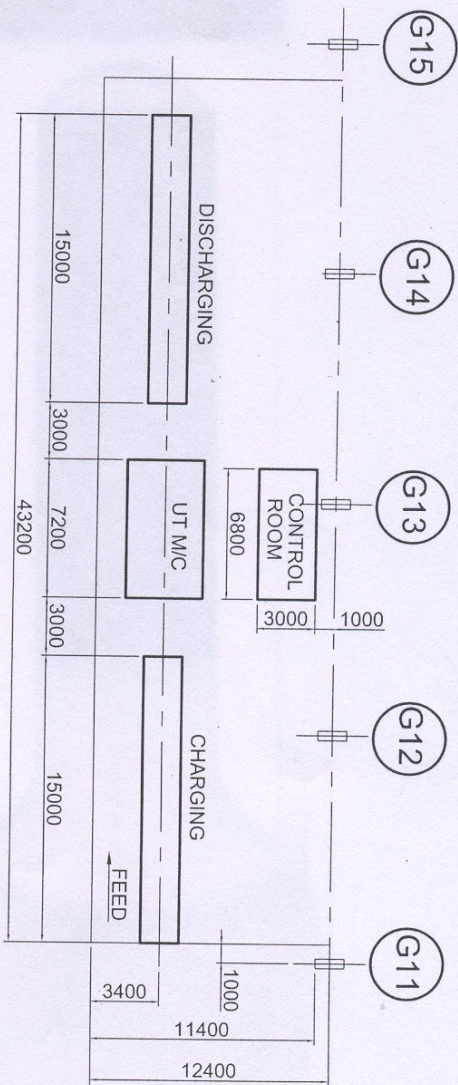 G15
G14
G13
G12
G11
DISCHARGING
15000
3000
CONTROL
ROOM
6800
3000
1000
UT M/C
7200
43200
3000
CHARGING
15000
FEED
1000
3400
11400
12400